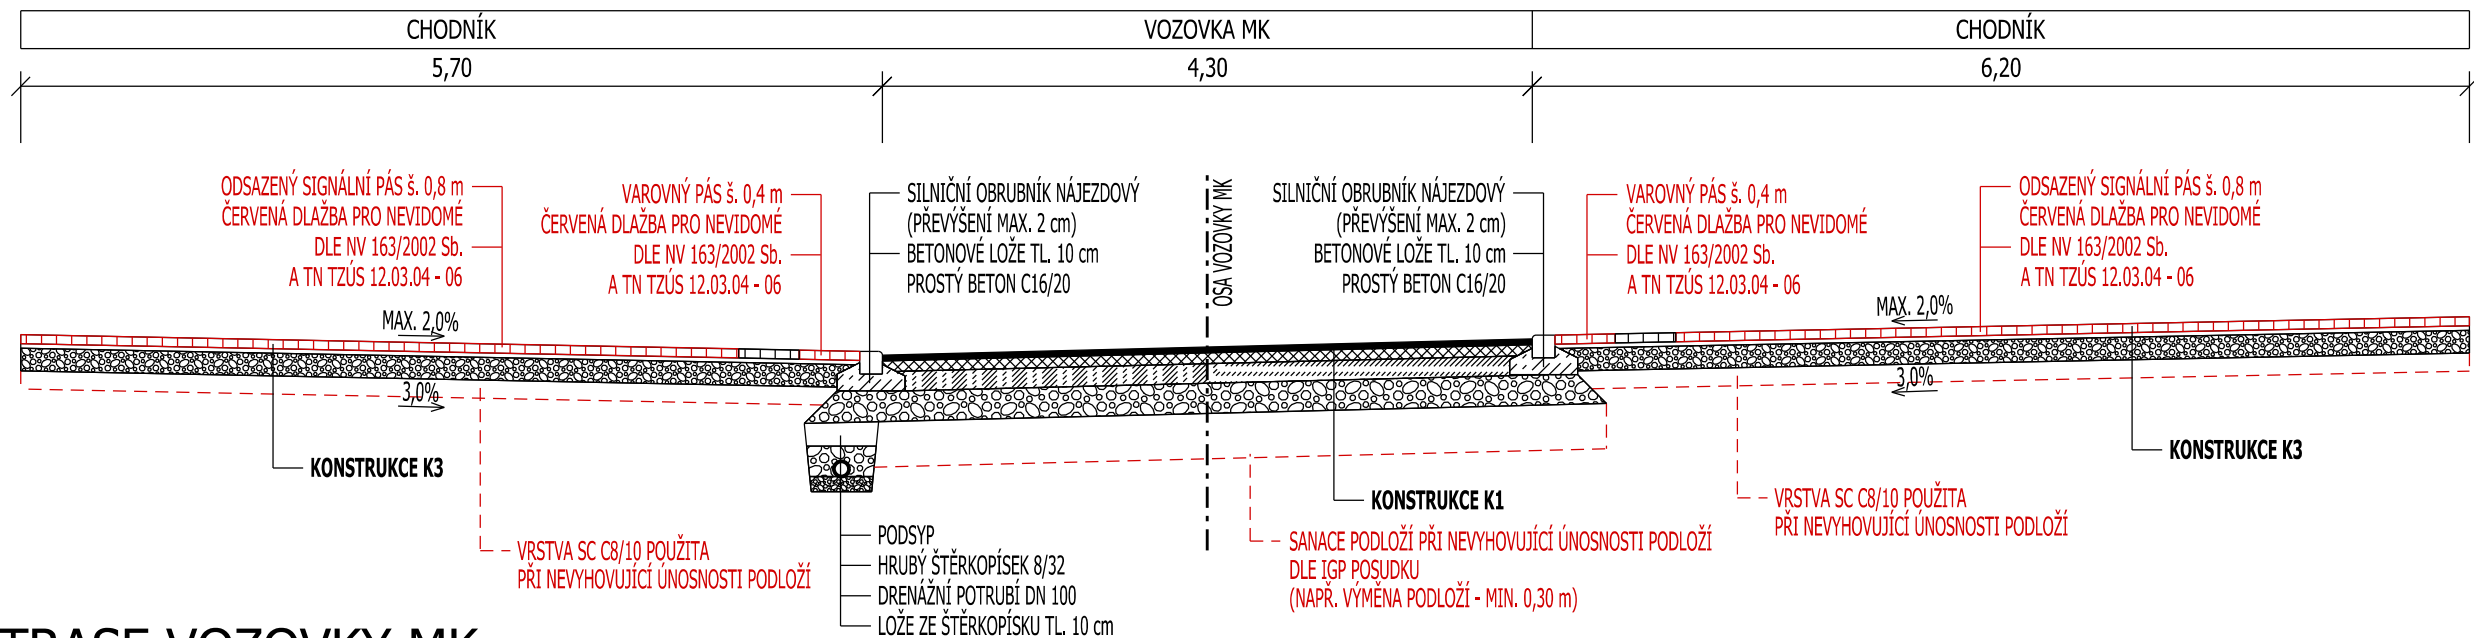 CHODNÍK
VOZOVKA MK
CHODNÍK
5,70
4,30
6,20
ODSAZENÝ SIGNÁLNÍ PÁS š. 0,8 m
ČERVENÁ DLAŽBA PRO NEVIDOMÉ
DLE NV 163/2002 Sb.
A TN TZÚS 12.03.04 - 06
VAROVNÝ PÁS š. 0,4 m
ČERVENÁ DLAŽBA PRO NEVIDOMÉ
DLE NV 163/2002 Sb.
A TN TZÚS 12.03.04 - 06
SILNIČNÍ OBRUBNÍK NÁJEZDOVÝ
(PŘEVÝŠENÍ MAX. 2 cm)
BETONOVÉ LOŽE TL. 10 cm
PROSTÝ BETON C16/20
OSA VOZOVKY MK
SILNIČNÍ OBRUBNÍK NÁJEZDOVÝ
(PŘEVÝŠENÍ MAX. 2 cm)
BETONOVÉ LOŽE TL. 10 cm
PROSTÝ BETON C16/20
VAROVNÝ PÁS š. 0,4 m
ČERVENÁ DLAŽBA PRO NEVIDOMÉ
DLE NV 163/2002 Sb.
A TN TZÚS 12.03.04 - 06
ODSAZENÝ SIGNÁLNÍ PÁS š. 0,8 m
ČERVENÁ DLAŽBA PRO NEVIDOMÉ
DLE NV 163/2002 Sb.
A TN TZÚS 12.03.04 - 06
MAX. 2,0%
MAX. 2,0%
3,0%
3,0%
KONSTRUKCE K3
KONSTRUKCE K1
KONSTRUKCE K3
VRSTVA SC C8/10 POUŽITA
PŘI NEVYHOVUJÍCÍ ÚNOSNOSTI PODLOŽÍ
PODSYP
HRUBÝ ŠTĚRKOPÍSEK 8/32
DRENÁŽNÍ POTRUBÍ DN 100
LOŽE ZE ŠTĚRKOPÍSKU TL. 10 cm
SANACE PODLOŽÍ PŘI NEVYHOVUJÍCÍ ÚNOSNOSTI PODLOŽÍ
DLE IGP POSUDKU
(NAPŘ. VÝMĚNA PODLOŽÍ - MIN. 0,30 m)
VRSTVA SC C8/10 POUŽITA
PŘI NEVYHOVUJÍCÍ ÚNOSNOSTI PODLOŽÍ
TRASE VOZOVKY MK